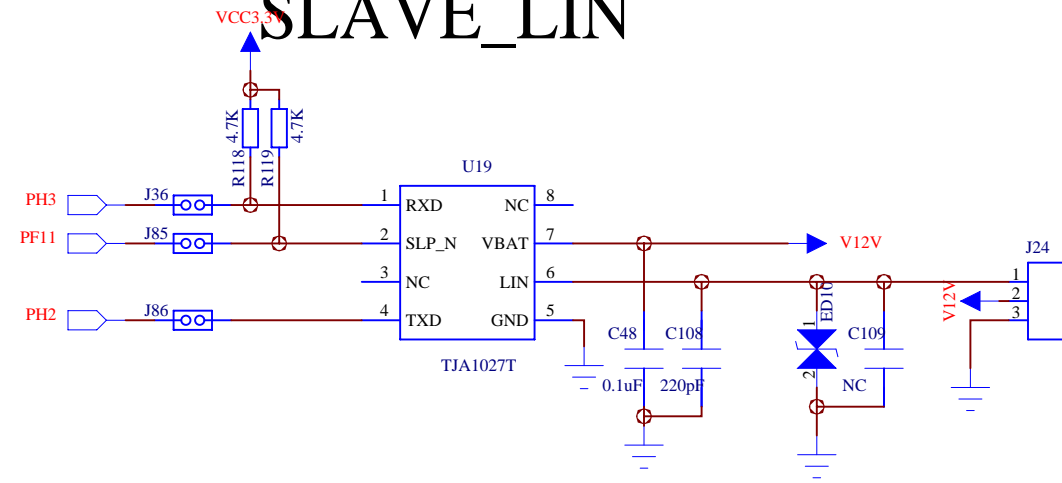 SLAVE_LIN
VCC3.3V
4.7K
4.7K
R118
R119
U19
PH3
J36
1
RXD
NC
8
PF11
J85
2
SLP_N
VBAT
7
V12V
3
NC
LIN
6
J24
1
PH2
J86
4
TXD
GND
5
V12V
2
3
TJA1027T
C48
0.1uF
C108
220pF
ED10
1
2
C109
NC